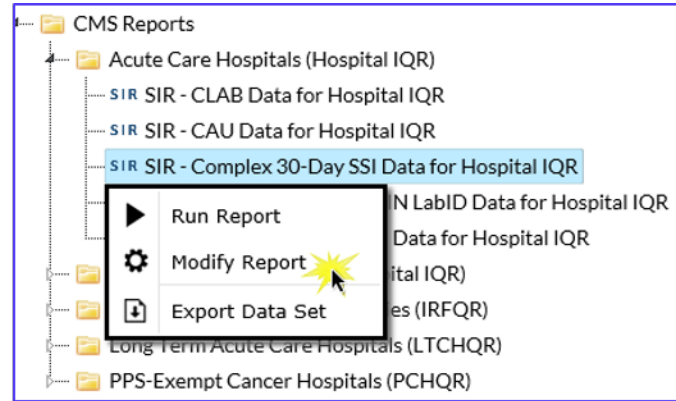 CMS Reports
Acute Care Hospitals (Hospital IQR)
SIR SIR - CLAB Data for Hospital IQR
SIR SIR - CAU Data for Hospital IQR
SIR SIR - Complex 30-Day SSI Data for Hospital IQR
IN LabID Data for Hospital IQR
Run Report
Data for Hospital IQR
Modify Report
ital IQR)
Export Data Set
es (IRFQR)
Long Term Acute Care Hospitals (LTCHQR)
PPS-Exempt Cancer Hospitals (PCHQR)